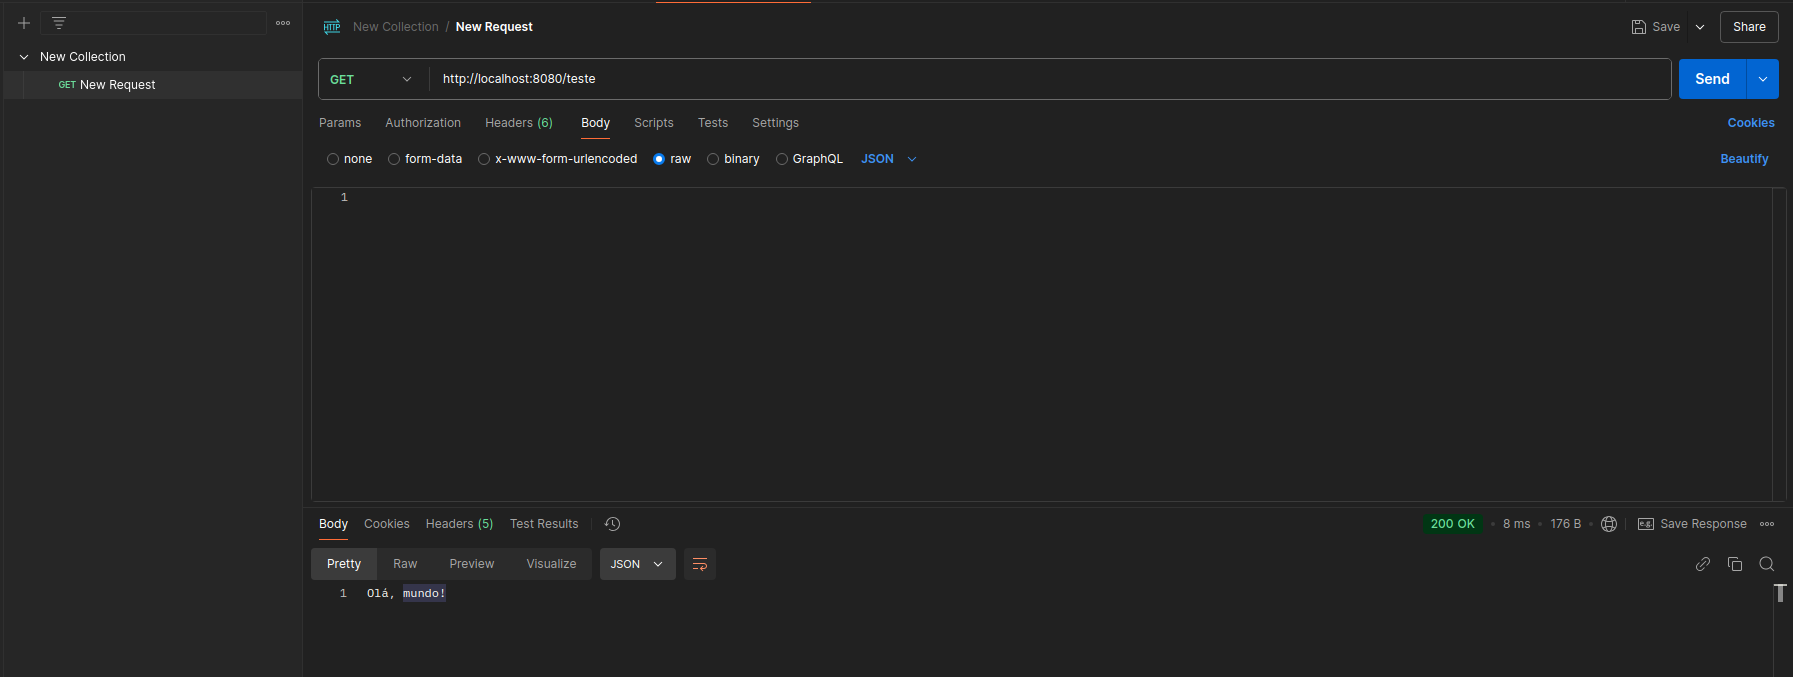 HTTP New Collection / New Request Save Share
New Collection
GET New Request
GET http://localhost:8080/teste Send
Params Authorization Headers (6) Body Scripts Tests Settings Cookies
none form-data x-www-form-urlencoded raw binary GraphQL JSON Beautify
1
Body Cookies Headers (5) Test Results 200 OK • 8 ms • 176 B • e.g. Save Response
Pretty Raw Preview Visualize JSON
1 Olá, mundo!